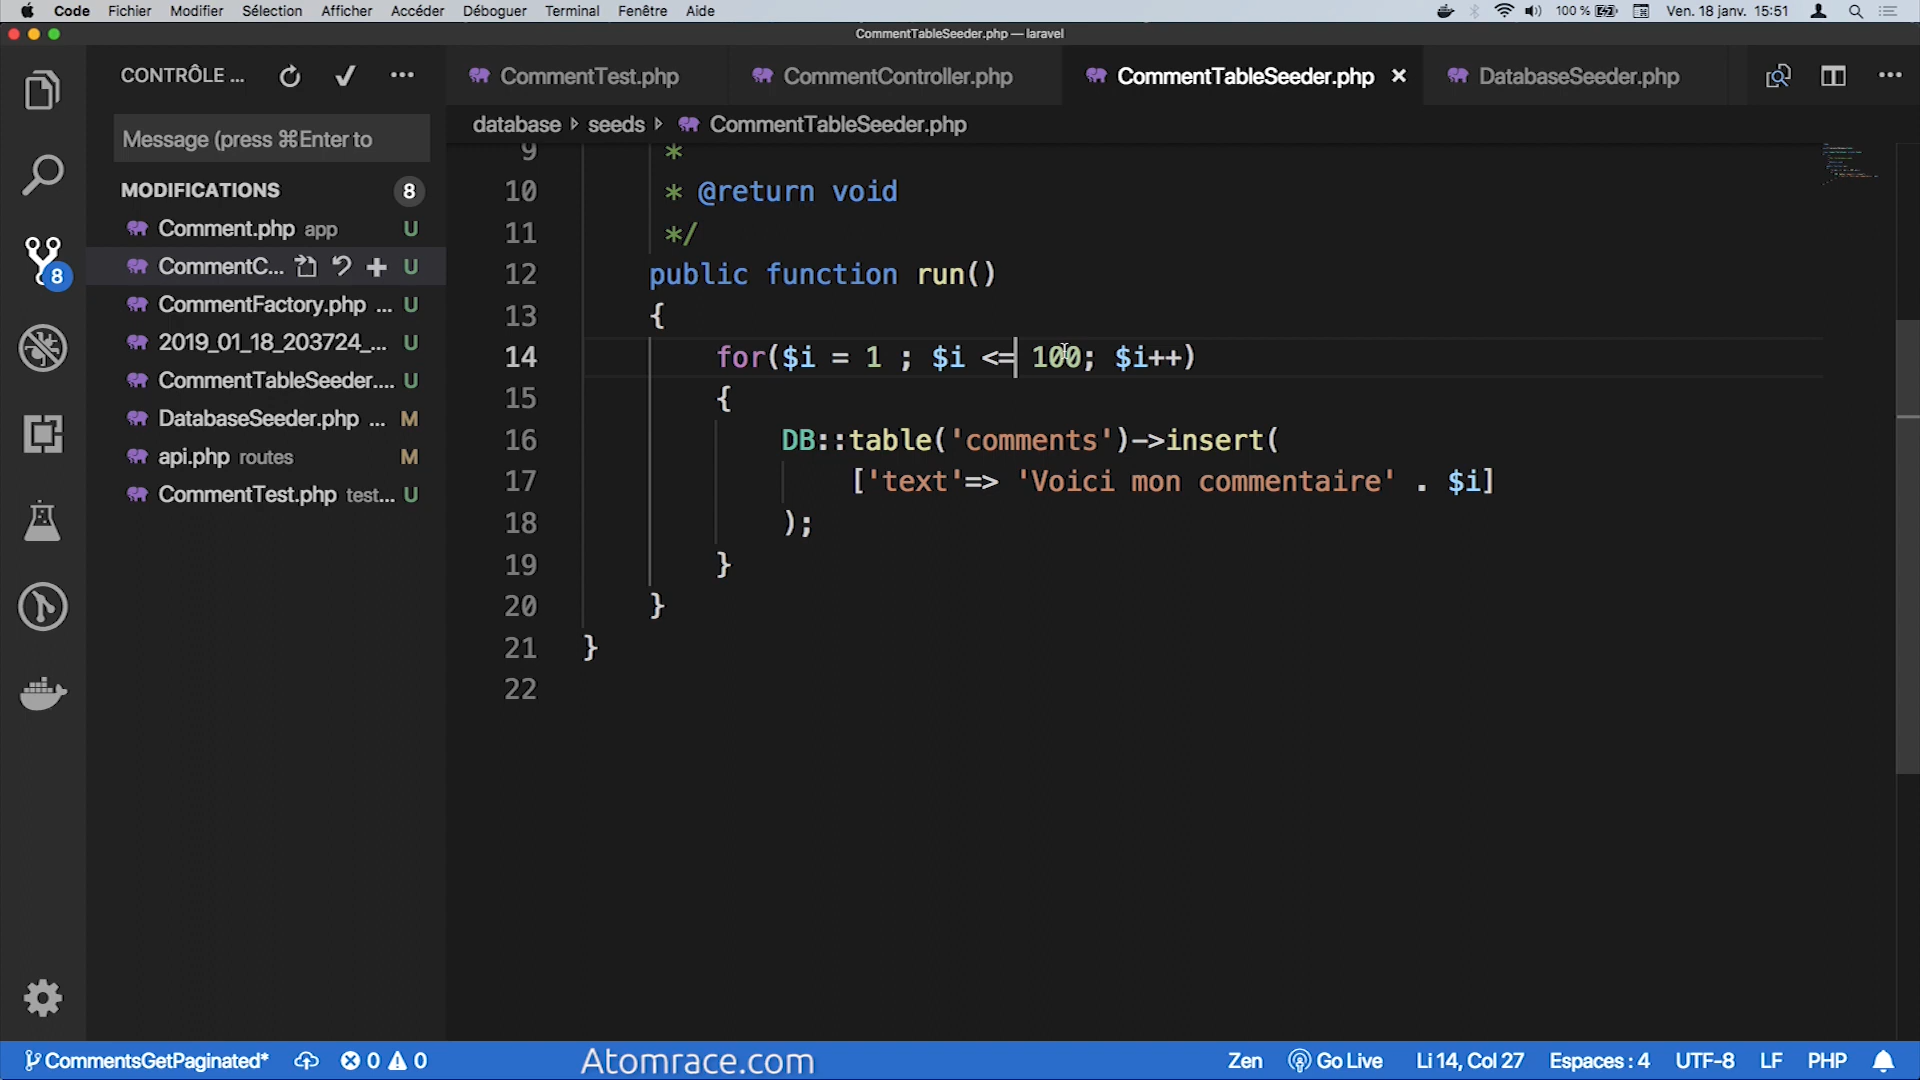 Code Fichier Modifier Sélection Afficher Accéder Déboguer Terminal Fenêtre Aide 100 % Ven. 18 janv. 15:51
CommentTableSeeder.php — laravel
CONTRÔLE ...
CommentTest.php CommentController.php CommentTableSeeder.php × DatabaseSeeder.php
Message (press ⌘Enter to
database seeds CommentTableSeeder.php
MODIFICATIONS 8
Comment.php app U
CommentC... U
CommentFactory.php ... U
2019_01_18_203724_... U
CommentTableSeeder.... U
DatabaseSeeder.php ... M
api.php routes M
CommentTest.php test... U
8
9 *
10 * @return void
11 */
12 public function run()
13 {
14 for($i = 1 ; $i <= 100; $i++)
15 {
16 DB::table('comments')->insert(
17 ['text'=> 'Voici mon commentaire' . $i]
18 );
19 }
20 }
21 }
22
CommentsGetPaginated* 0 0 Atomrace.com Zen Go Live Li 14, Col 27 Espaces : 4 UTF-8 LF PHP